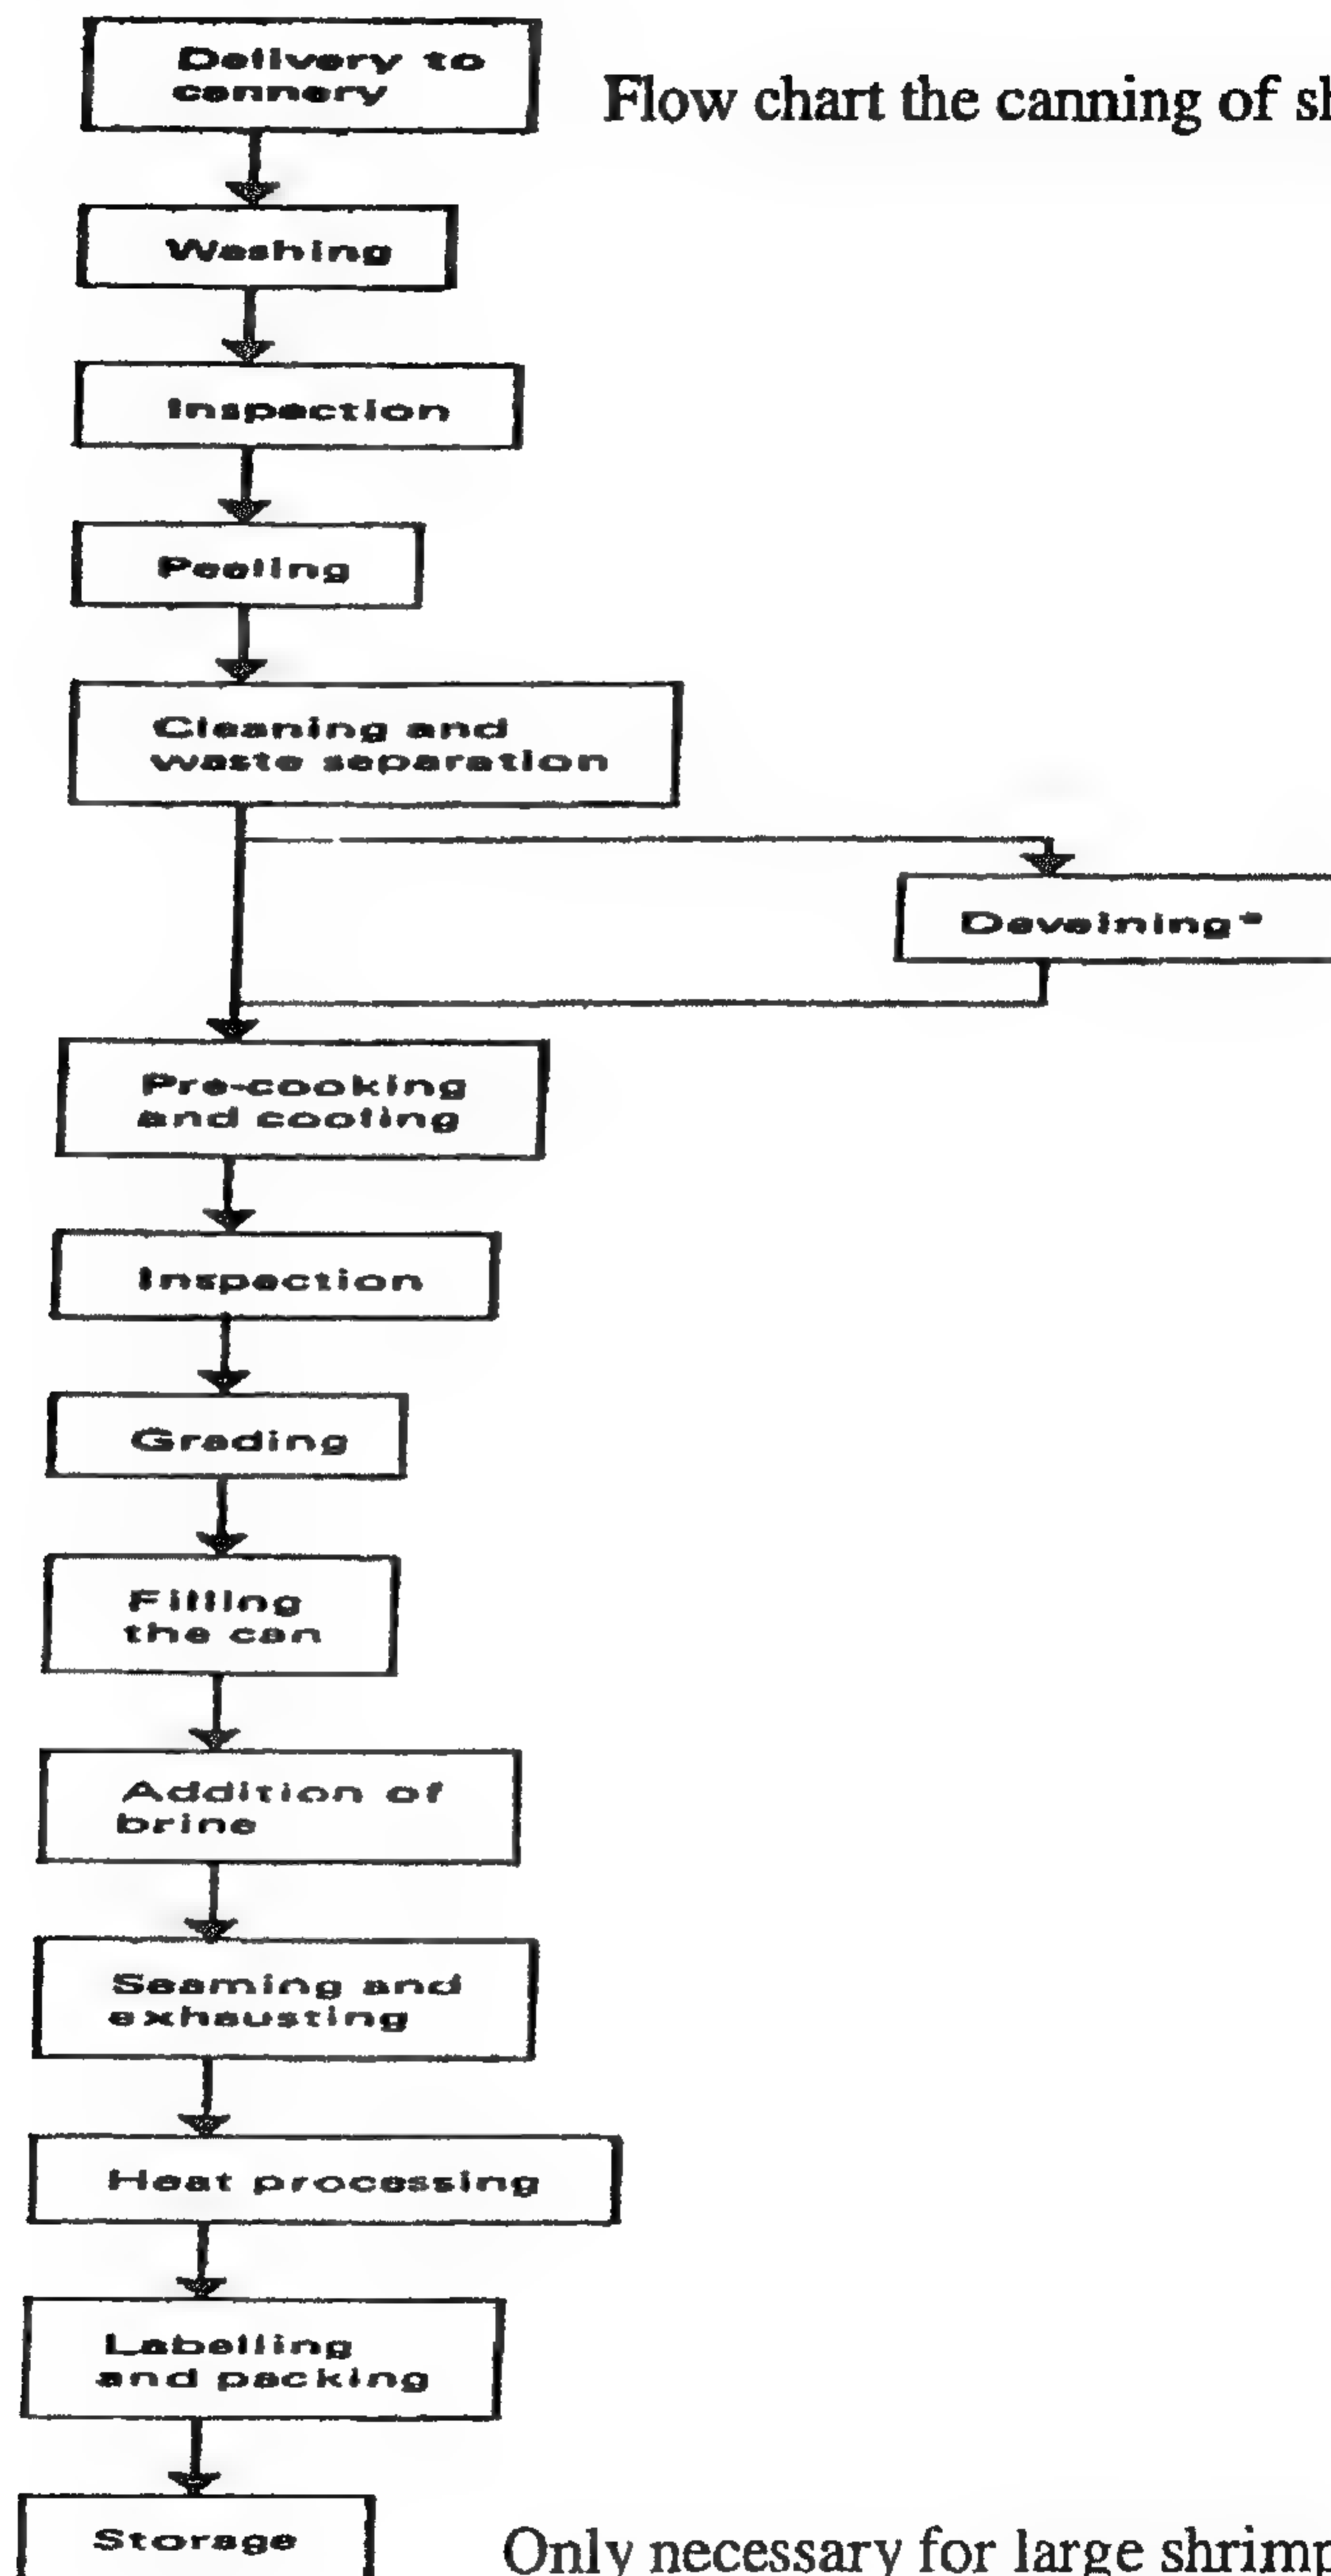 Delivery to
cannery
Flow chart the canning of sh
Washing
Inspection
Peeling
Cleaning and
waste separation
Deveining*
Pre-cooking
and cooling
Inspection
Grading
Filling
the can
Addition of
brine
Seaming and
exhausting
Heat processing
Labelling
and packing
Storage
Only necessary for large shrimp